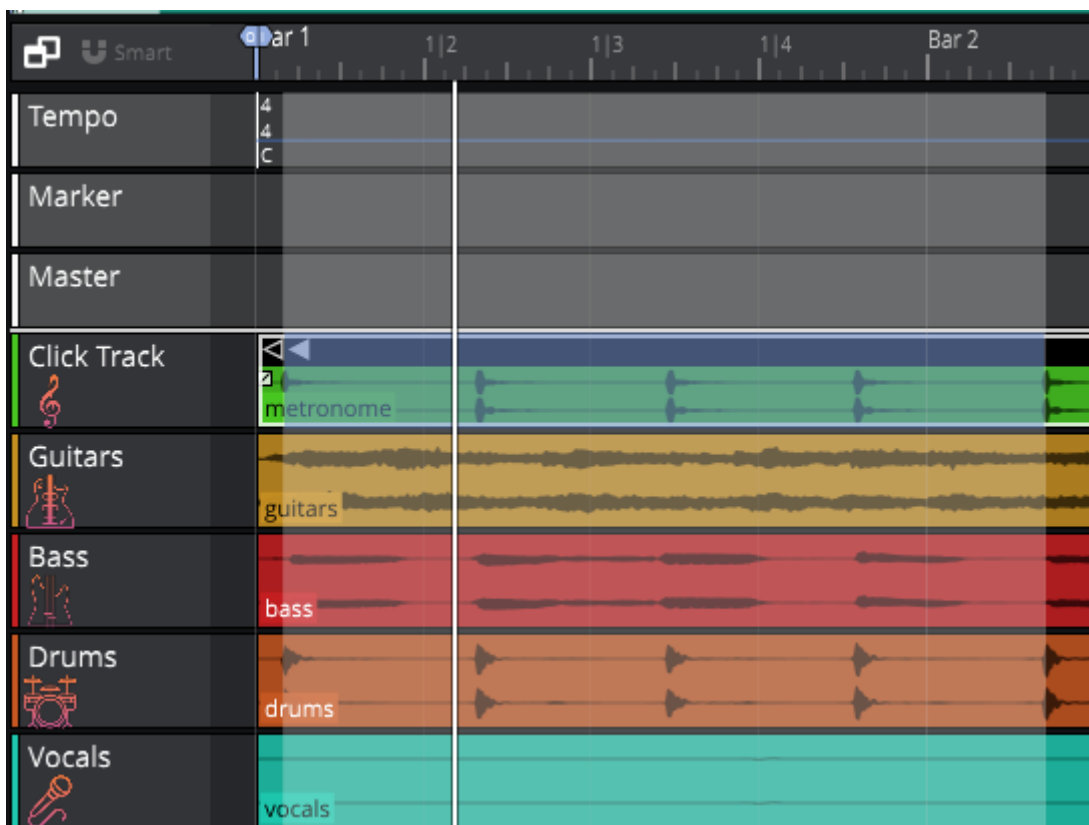 Smart
Bar 1
1|2
1|3
1|4
Bar 2
Tempo
4
4
C
Marker
Master
Click Track
metronome
Guitars
guitars
Bass
bass
Drums
drums
Vocals
vocals